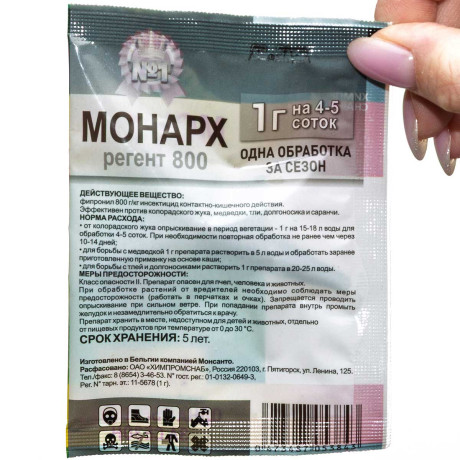 №1
МОНАРХ
регент 800
1г на 4-5
СОТОК
ОДНА ОБРАБОТКА
ЗА СЕЗОН
ДЕЙСТВУЮЩЕЕ ВЕЩЕСТВО:
фипронил 800 г/кг инсектицид контактно-кишечного действия.
Эффективен против колорадского жука, медведки, тли, долгоносика и саранчи.
НОРМА РАСХОДА:
• от колорадского жука опрыскивание в период вегетации - 1 г на 15-18 л воды для
обработки 4-5 соток. При необходимости повторная обработка не ранее чем через
10-14 дней;
• для борьбы с медведкой 1 г препарата растворить в 5 л воды и обработать заранее
приготовленную приманку на основе каши;
• для борьбы с тлей и долгоносиками растворить 1 г препарата в 20-25 л воды.
МЕРЫ ПРЕДОСТОРОЖНОСТИ:
Класс опасности II. Препарат опасен для пчел, человека и животных.
При обработке растений от вредителей необходимо соблюдать меры
предосторожности (работать в перчатках и очках). Запрещается проводить
опрыскивание при сильном ветре. При попадании препарата внутрь промыть
желудок и незамедлительно обратиться к врачу.
Препарат хранить в месте, недоступном для детей и животных, отдельно
от пищевых продуктов при температуре от 0 до 30 °С.
СРОК ХРАНЕНИЯ: 5 лет.
Изготовлено в Бельгии компанией Монсанто.
Расфасовано: ОАО «ХИМПРОМСНАБ», Россия 220103, г. Пятигорск, ул. Ленина, 125.
Тел./факс: 8 (8654) 3-46-53. N° гост. рег.: 01-0132-0649-3.
Рег. N° тарн. эт.: 11-5678 (1 г).